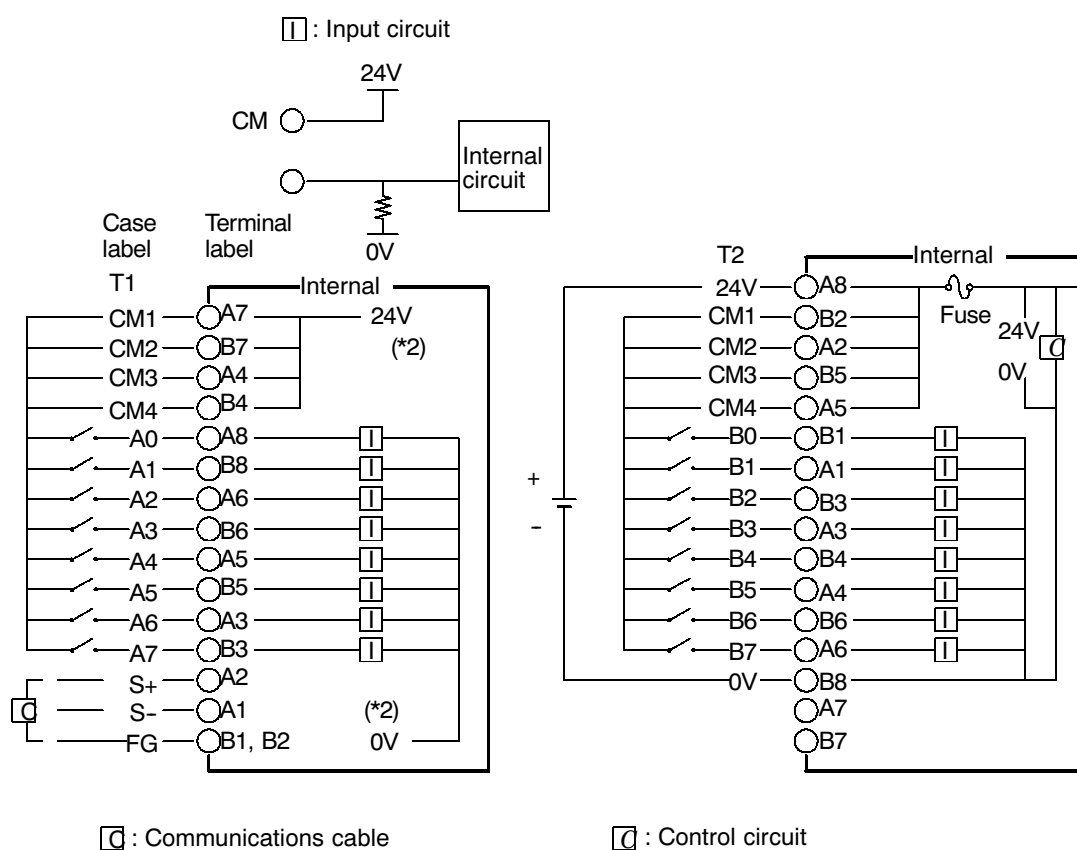 I : Input circuit
24V
CM
Internal
circuit
0V
Case
label
Terminal
label
T1
Internal
CM1 A7 24V
CM2 B7 (*2)
CM3 A4
CM4 B4
A0 A8 I
A1 B8 I
A2 A6 I
A3 B6 I
A4 A5 I
A5 B5 I
A6 A3 I
A7 B3 I
S+ A2
C S- A1 (*2)
FG B1, B2 0V
T2
Internal
24V A8
Fuse
CM1 B2
24V
CM2 A2
C
CM3 B5
0V
CM4 A5
B0 B1 I
B1 A1 I
B2 B3 I
B3 A3 I
B4 B4 I
B5 A4 I
B6 B6 I
B7 A6 I
0V B8
A7
B7
+
-
C : Communications cable
C : Control circuit